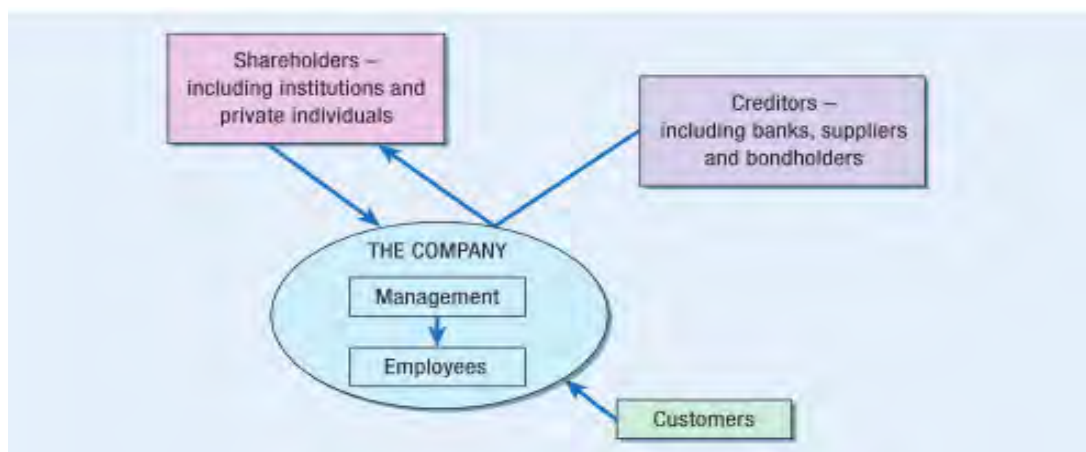 Shareholders –
including institutions and
private individuals
Creditors –
including banks, suppliers
and bondholders
THE COMPANY
Management
Employees
Customers